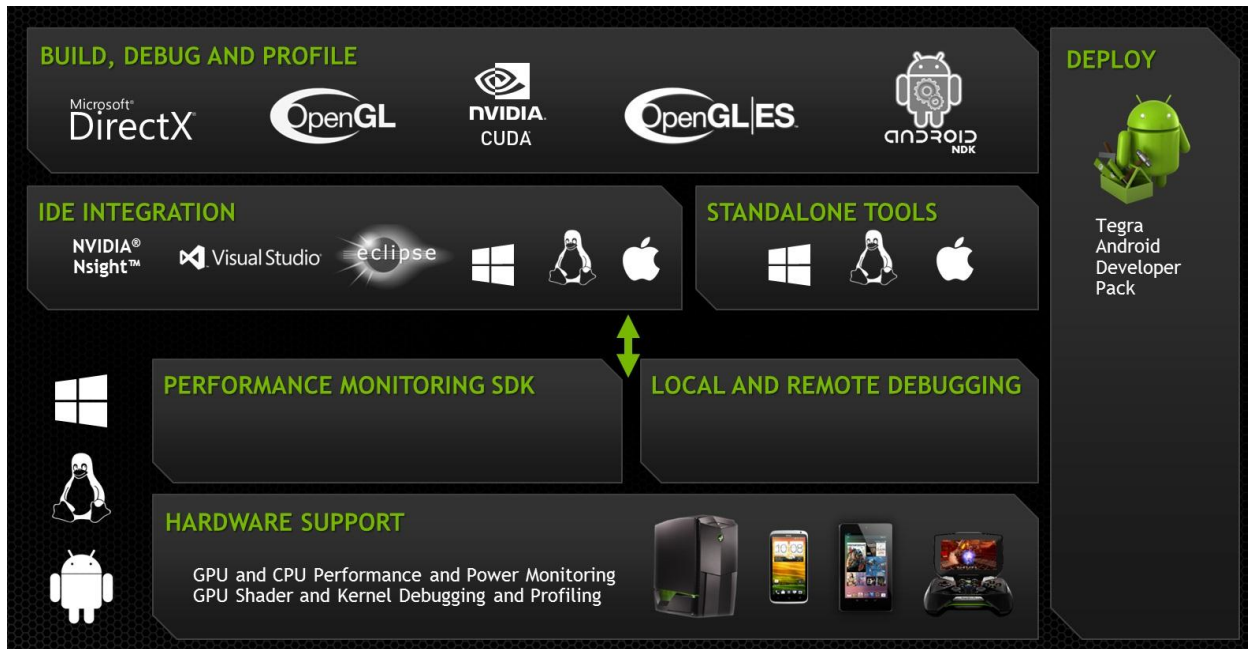 BUILD, DEBUG AND PROFILE
Microsoft®
DirectX®
OpenGL
NVIDIA.
CUDA
OpenGL|ES
ANDROID
NDK
DEPLOY
Tegra
Android
Developer
Pack
IDE INTEGRATION
NVIDIA®
Nsight™
Visual Studio
eclipse
STANDALONE TOOLS
PERFORMANCE MONITORING SDK
LOCAL AND REMOTE DEBUGGING
HARDWARE SUPPORT
GPU and CPU Performance and Power Monitoring
GPU Shader and Kernel Debugging and Profiling
10:08